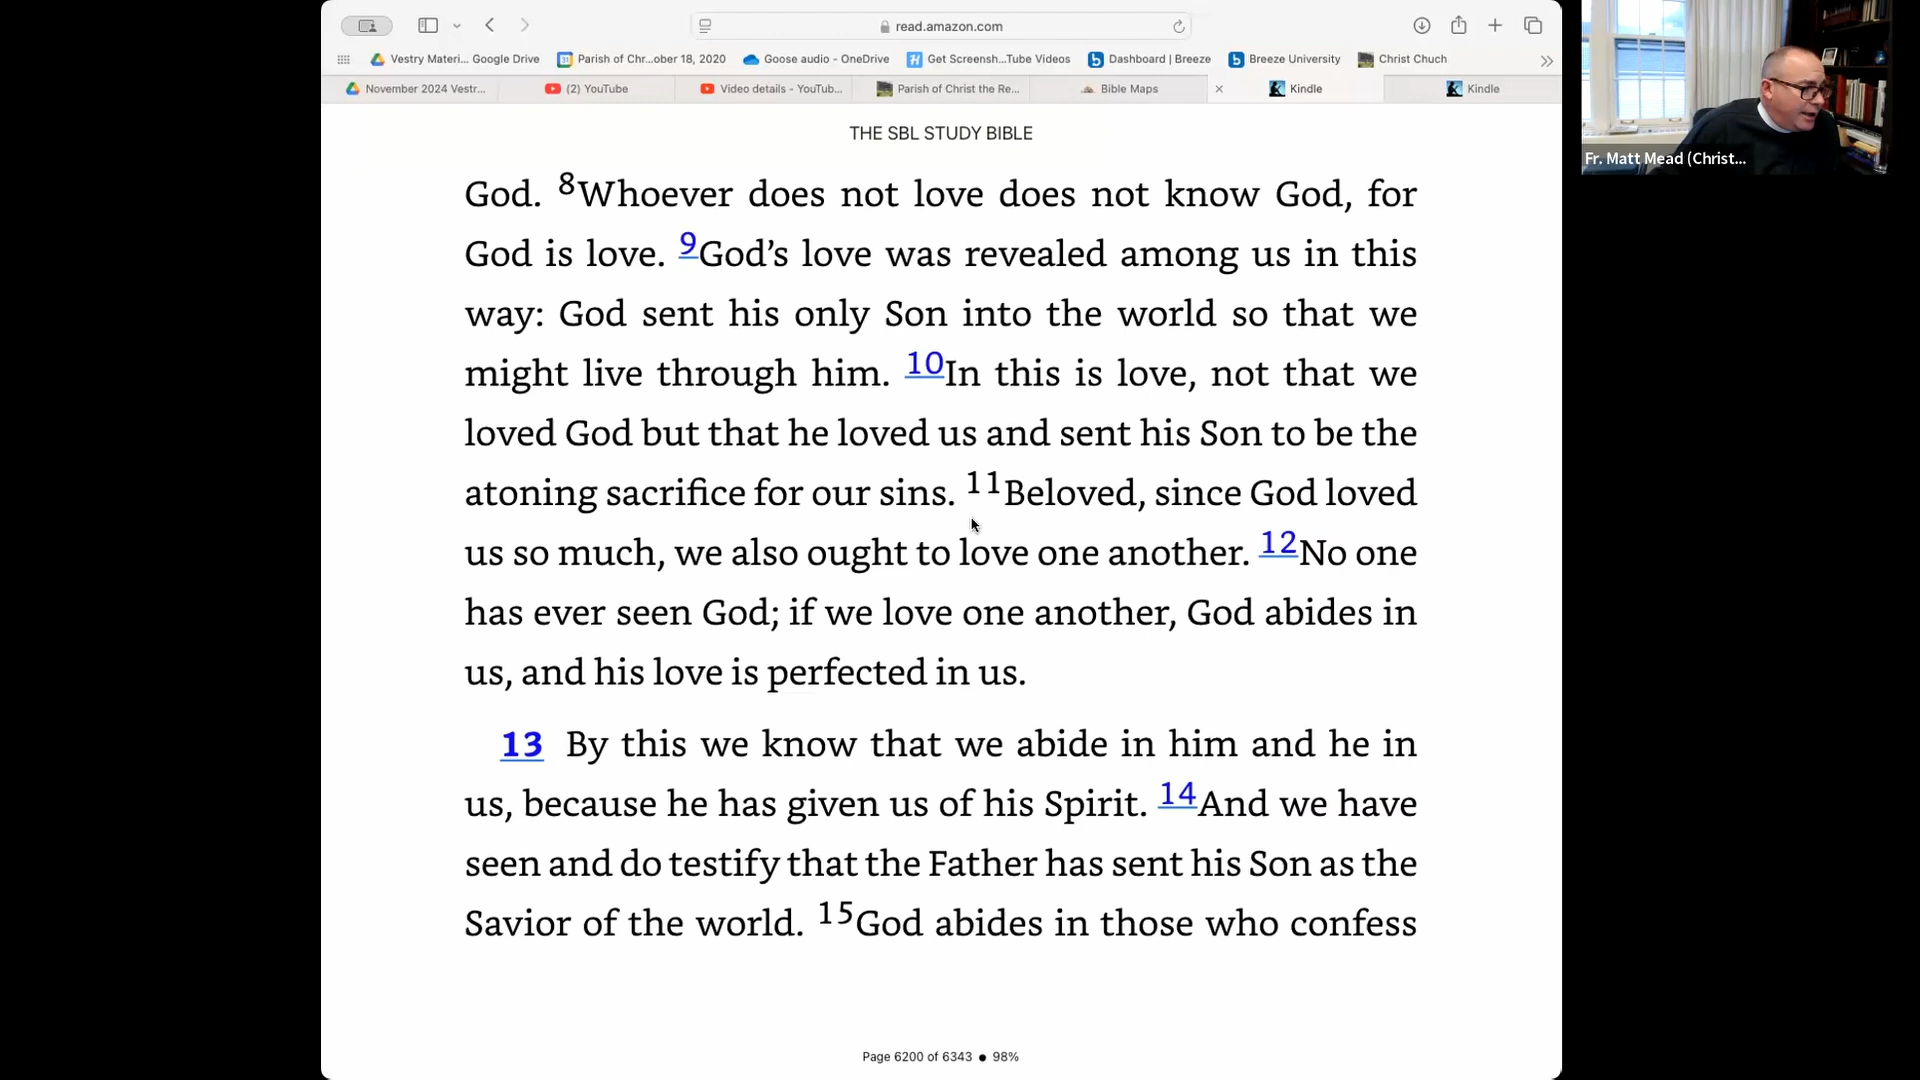 read.amazon.com
Vestry Materi... Google Drive
Parish of Chr...ober 18, 2020
Goose audio - OneDrive
Get Screensh...Tube Videos
Dashboard | Breeze
Breeze University
Christ Chuch
November 2024 Vestr...
(2) YouTube
Video details - YouTub...
Parish of Christ the Re...
Bible Maps
Kindle
Kindle
Fr. Matt Mead (Christ...
THE SBL STUDY BIBLE
God. 8Whoever does not love does not know God, for
God is love. 9God’s love was revealed among us in this
way: God sent his only Son into the world so that we
might live through him. 10In this is love, not that we
loved God but that he loved us and sent his Son to be the
atoning sacrifice for our sins. 11Beloved, since God loved
us so much, we also ought to love one another. 12No one
has ever seen God; if we love one another, God abides in
us, and his love is perfected in us.
13 By this we know that we abide in him and he in
us, because he has given us of his Spirit. 14And we have
seen and do testify that the Father has sent his Son as the
Savior of the world. 15God abides in those who confess
Page 6200 of 6343 ● 98%